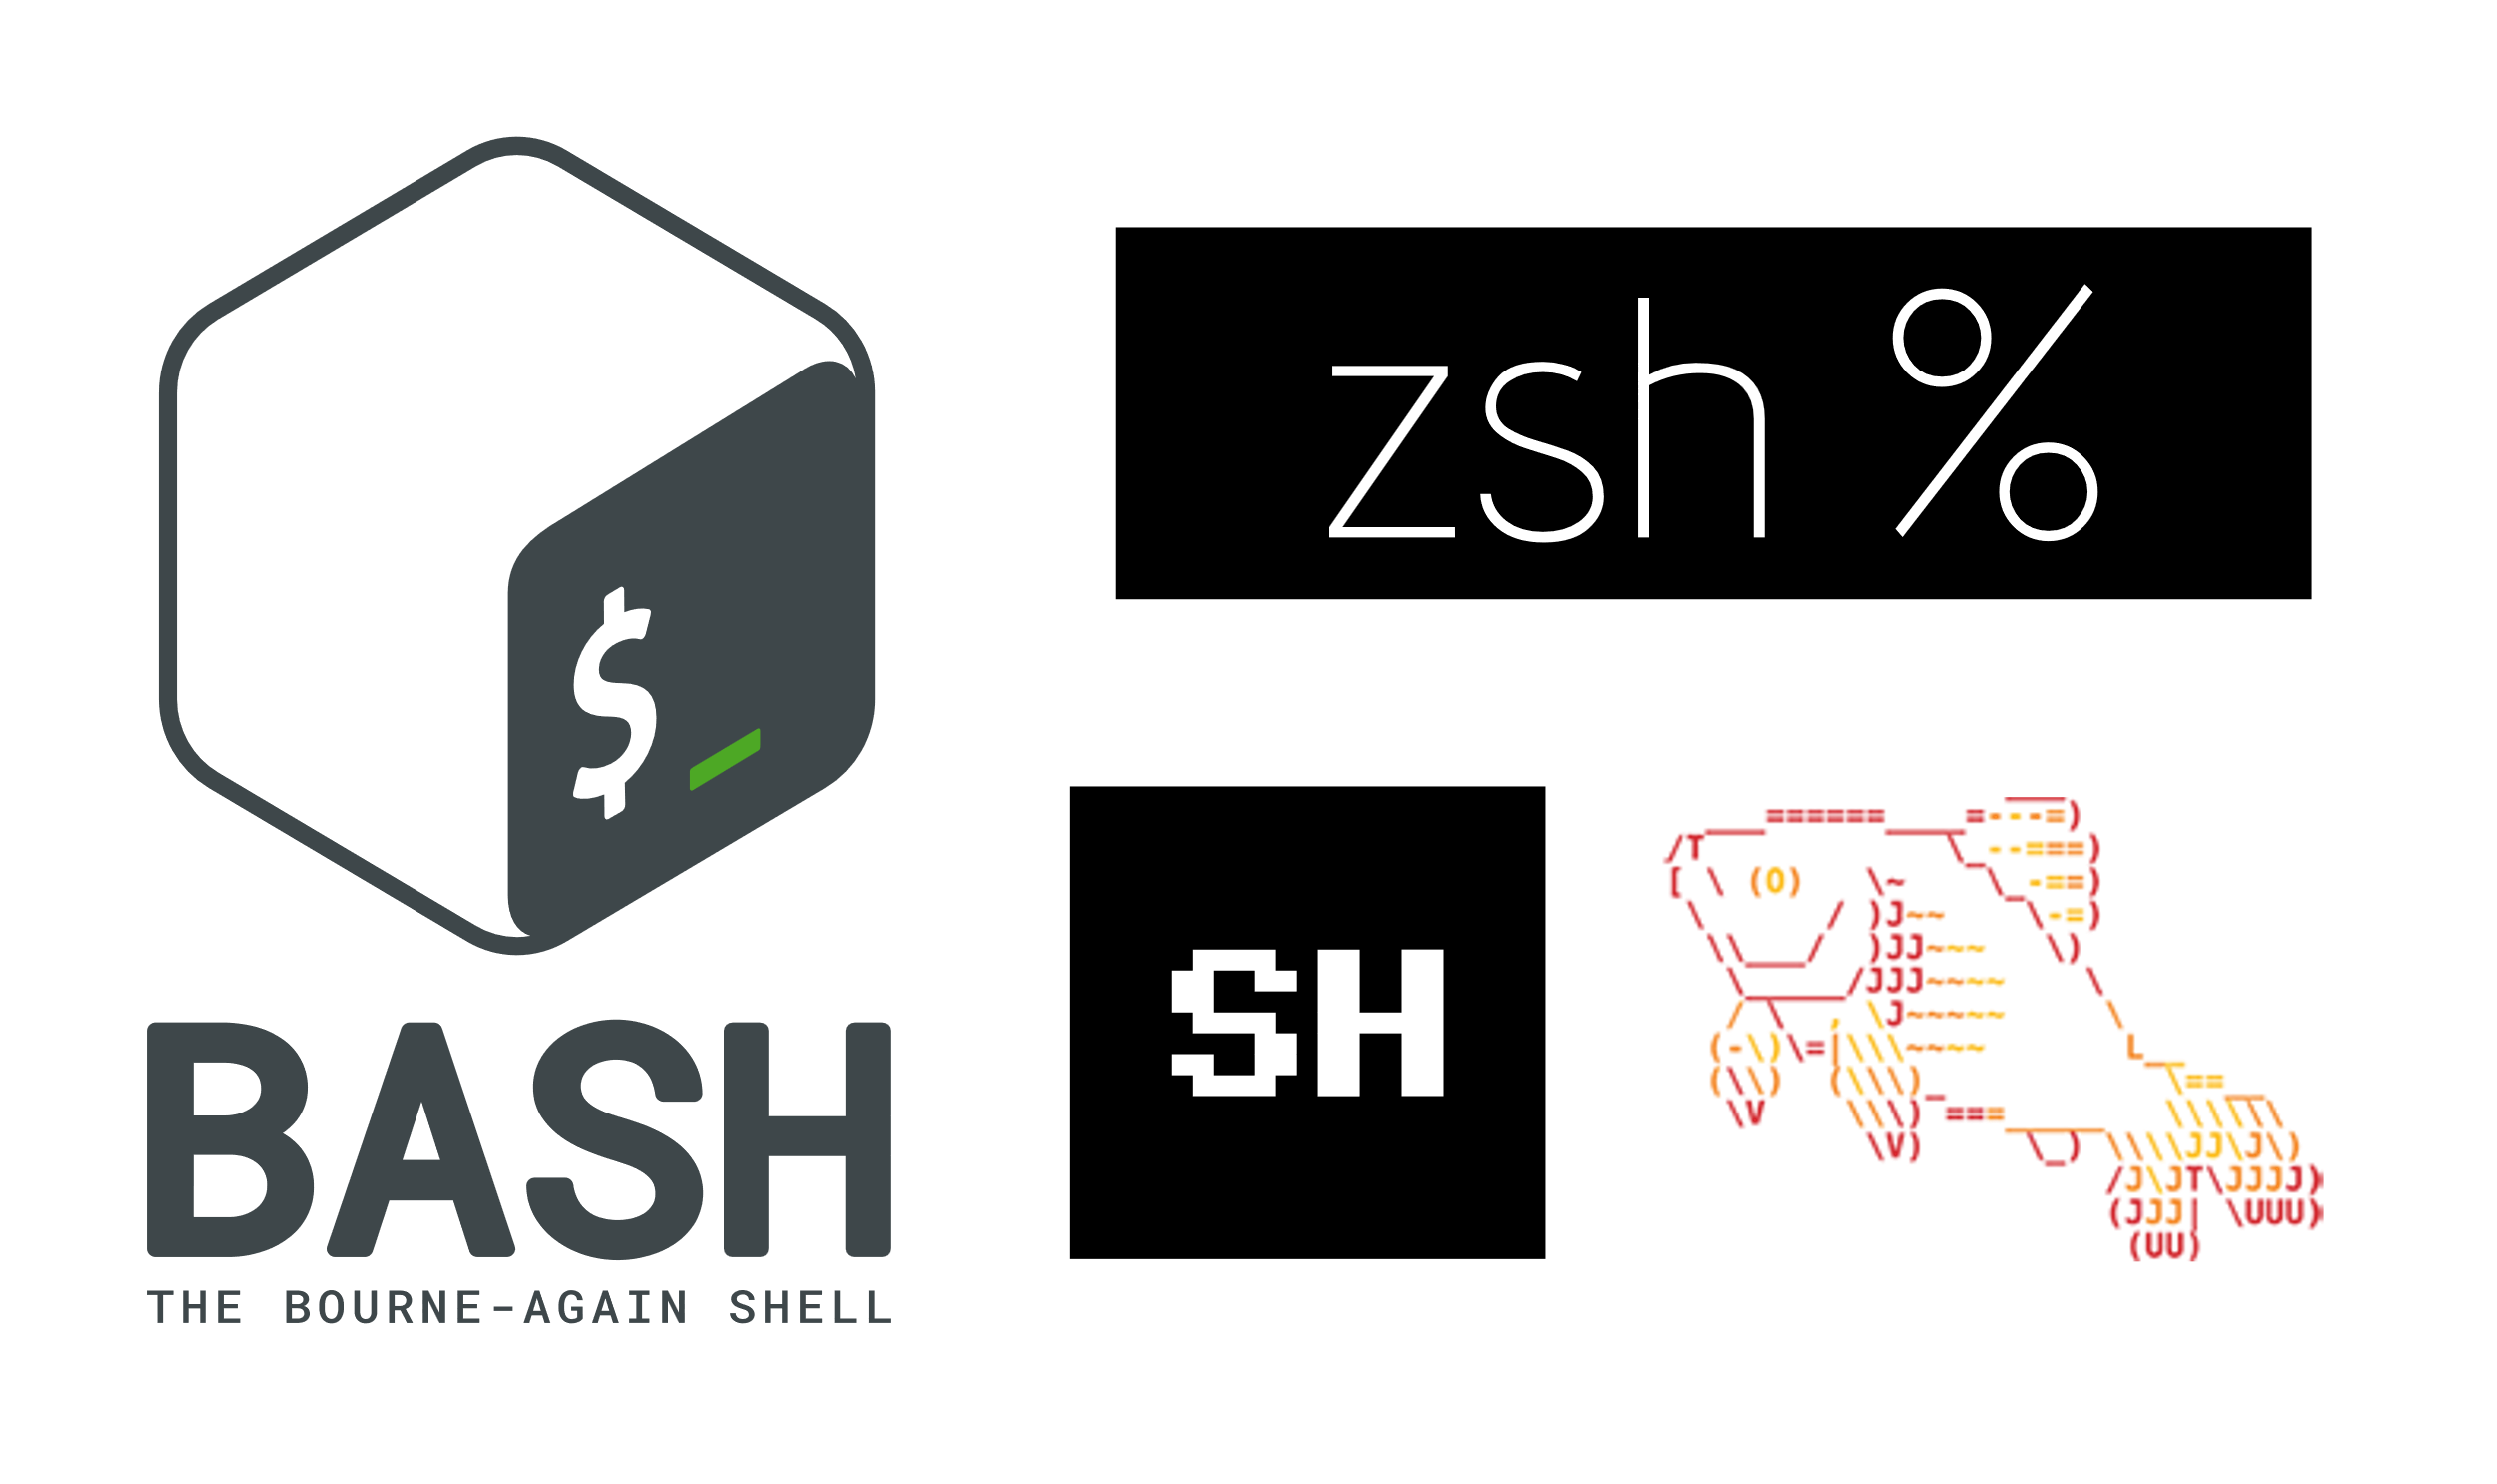 $_
BASH
THE BOURNE-AGAIN SHELL
zsh %
SH